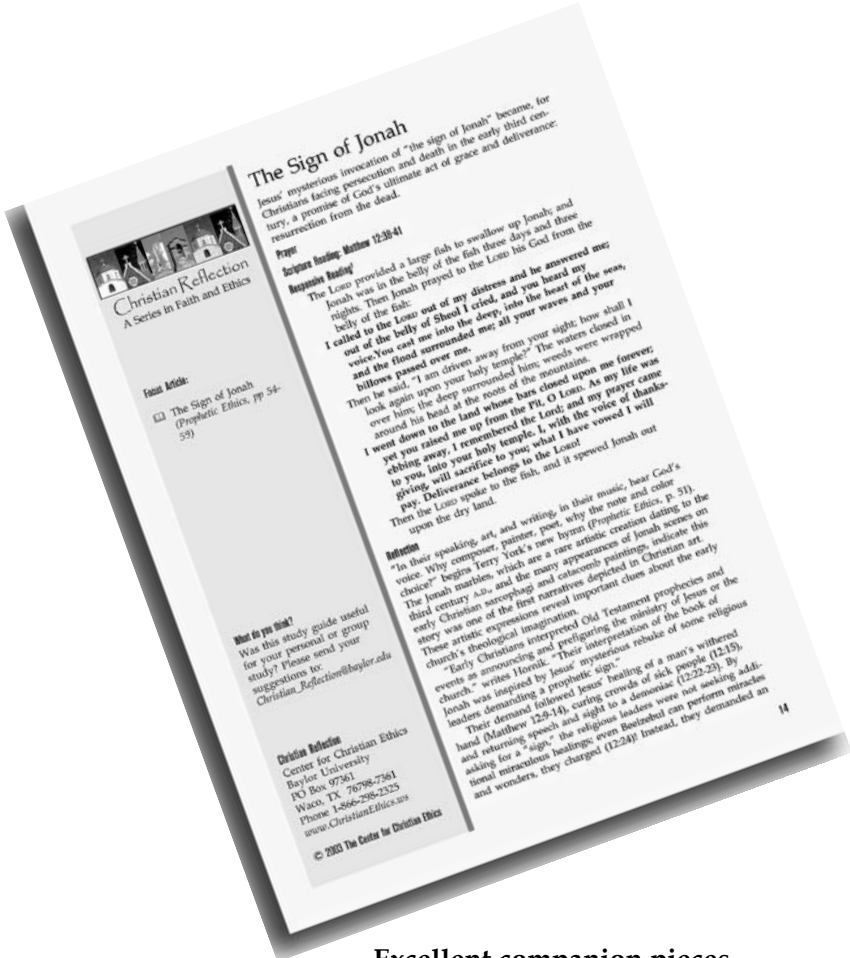 The Sign of Jonah
Jesus' mysterious invocation of "the sign of Jonah" became, for
Christians facing persecution and death in the early third cen-
tury, a promise of God's ultimate act of grace and deliverance:
resurrection from the dead.
Prayer
Scripture Reading: Matthew 12:38-41
Responsive Reading†
The LORD provided a large fish to swallow up Jonah; and
Jonah was in the belly of the fish three days and three
nights. Then Jonah prayed to the LORD his God from the
belly of the fish:
I called to the LORD out of my distress and he answered me;
out of the belly of Sheol I cried, and you heard my
voice.You cast me into the deep, into the heart of the seas,
and the flood surrounded me; all your waves and your
billows passed over me.
Then he said, "I am driven away from your sight; how shall I
look again upon your holy temple?" The waters closed in
over him; the deep surrounded him; weeds were wrapped
around his head at the roots of the mountains.
I went down to the land whose bars closed upon me forever;
yet you raised me up from the Pit, O LORD. As my life was
ebbing away, I remembered the Lord; and my prayer came
to you, into your holy temple. I, with the voice of thanks-
giving, will sacrifice to you; what I have vowed I will
pay. Deliverance belongs to the LORD!
Then the LORD spoke to the fish, and it spewed Jonah out
upon the dry land.
Reflection
"In their speaking, art, and writing, in their music, hear God's
voice. Why composer, painter, poet, why the note and color
choice?" begins Terry York's new hymn (Prophetic Ethics, p. 51).
The Jonah marbles, which are a rare artistic creation dating to the
third century A.D., and the many appearances of Jonah scenes on
early Christian sarcophagi and catacomb paintings, indicate this
story was one of the first narratives depicted in Christian art.
These artistic expressions reveal important clues about the early
church's theological imagination.
"Early Christians interpreted Old Testament prophecies and
events as announcing and prefiguring the ministry of Jesus or the
church," writes Hornik. "Their interpretation of the book of
Jonah was inspired by Jesus' mysterious rebuke of some religious
leaders demanding a prophetic sign."
Their demand followed Jesus' healing of a man's withered
hand (Matthew 12:9-14), curing crowds of sick people (12:15),
and returning speech and sight to a demoniac (12:22-23). By
asking for a "sign," the religious leaders were not seeking addi-
tional miraculous healings; even Beelzebul can perform miracles
and wonders, they charged (12:24)! Instead, they demanded an
14
Christian Reflection
A Series in Faith and Ethics
Focus Article:
The Sign of Jonah
(Prophetic Ethics, pp 54-
59)
What do you think?
Was this study guide useful
for your personal or group
study? Please send your
suggestions to:
Christian_Reflection@baylor.edu
Christian Reflection
Center for Christian Ethics
Baylor University
PO Box 97361
Waco, TX 76798-7361
Phone 1-866-298-2325
www.ChristianEthics.ws
© 2003 The Center for Christian Ethics
Excellent companion pieces